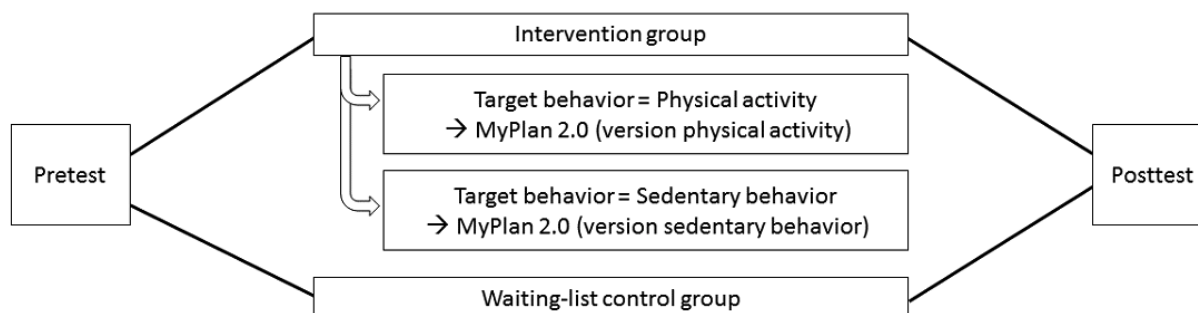 Intervention group
Target behavior = Physical activity
→ MyPlan 2.0 (version physical activity)
Pretest
Posttest
Target behavior = Sedentary behavior
→ MyPlan 2.0 (version sedentary behavior)
Waiting-list control group